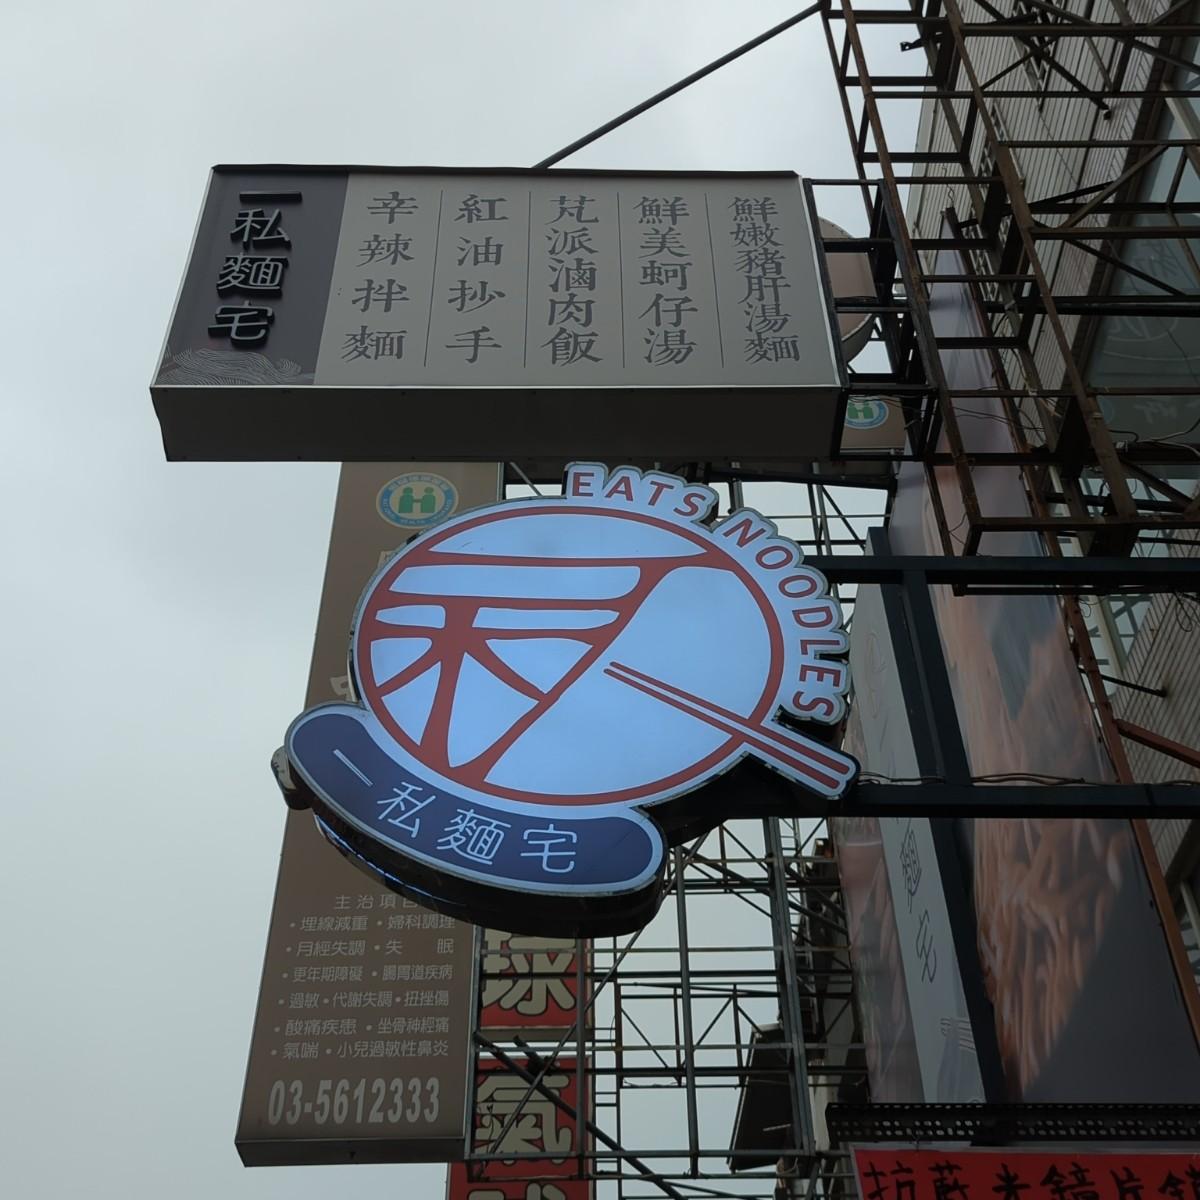 一私麵宅
辛辣拌麵
紅油抄手
芃派滷肉飯
鮮美蚵仔湯
鮮嫩豬肝湯麵
EATS NOODLES
一私麵宅
主治項目
・埋線減重・婦科調理
・月經失調・失 眠
・更年期障礙・腸胃道疾病
・過敏・代謝失調・扭挫傷
・酸痛疾患・坐骨神經痛
・氣喘・小兒過敏性鼻炎
03-5612333
球
氣
麵宅